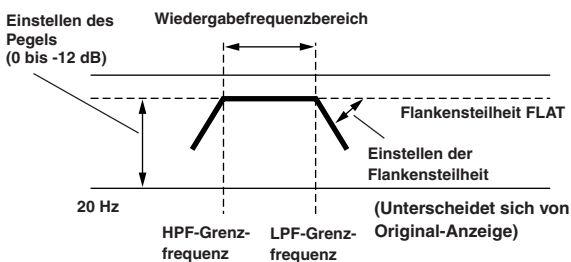 Einstellen des
Pegels
(0 bis -12 dB)
Wiedergabefrequenzbereich
Flankensteilheit FLAT
Einstellen der
Flankensteilheit
20 Hz
(Unterscheidet sich von
Original-Anzeige)
HPF-Grenz-
frequenz
LPF-Grenz-
frequenz